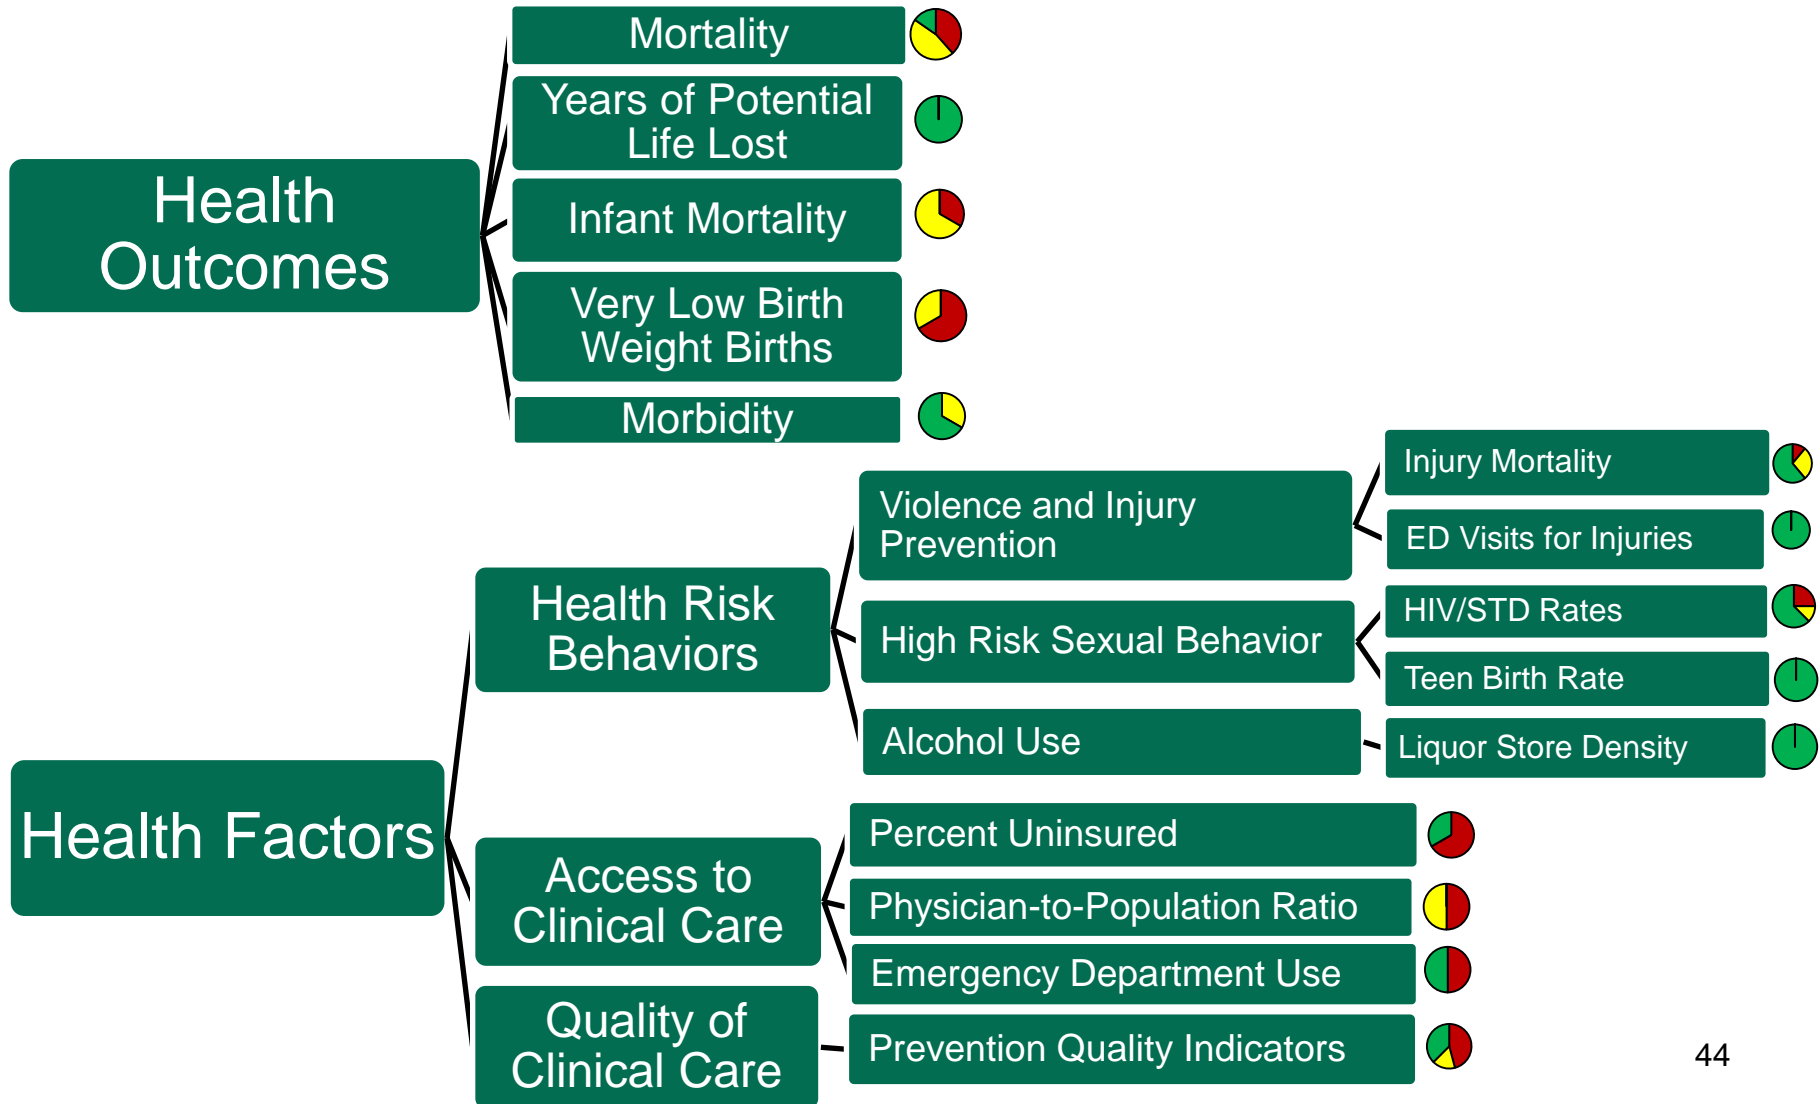 Mortality
Years of Potential
Life Lost
Health
Outcomes
Infant Mortality
Very Low Birth
Weight Births
Morbidity
Injury Mortality
Violence and Injury
Prevention
ED Visits for Injuries
Health Risk
Behaviors
High Risk Sexual Behavior
HIV/STD Rates
Teen Birth Rate
Alcohol Use
Liquor Store Density
Health Factors
Percent Uninsured
Access to
Clinical Care
Physician-to-Population Ratio
Emergency Department Use
Quality of
Clinical Care
Prevention Quality Indicators
44